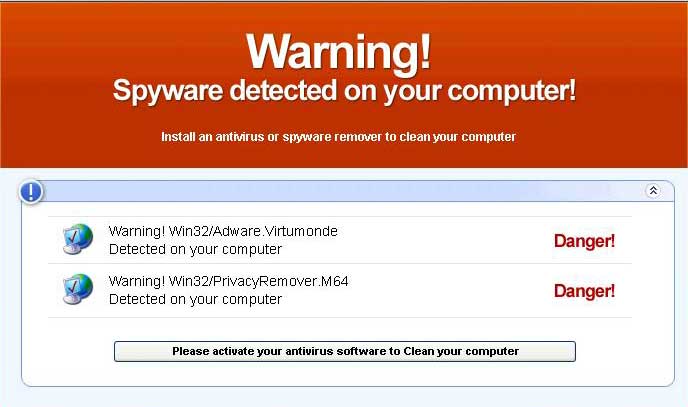 Warning!
Spyware detected on your computer!
Install an antivirus or spyware remover to clean your computer
Warning! Win32/Adware.Virtumonde
Detected on your computer
Danger!
Warning! Win32/PrivacyRemover.M64
Detected on your computer
Danger!
Please activate your antivirus software to Clean your computer